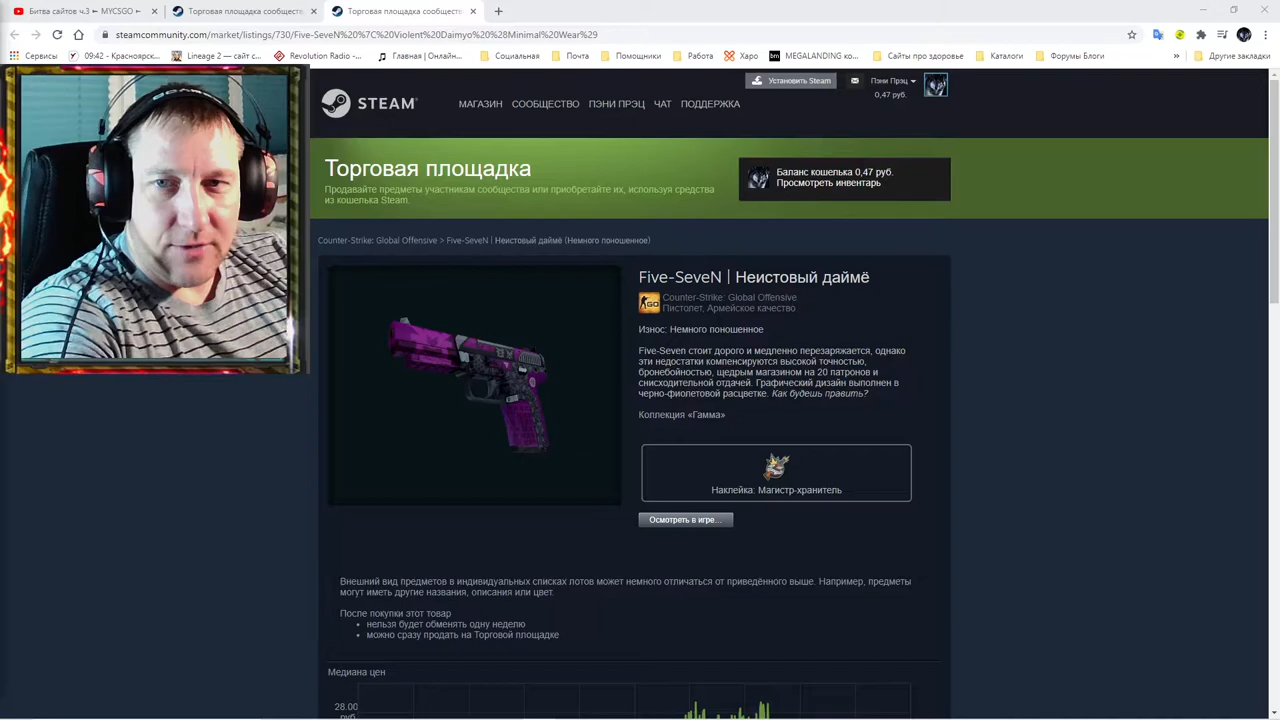 Битва сайтов ч.3 ⇐ MYCSGO ⇐
Торговая площадка сообществ
Торговая площадка сообществ
steamcommunity.com/market/listings/730/Five-SeveN%20%7C%20Violent%20Daimyo%20%28Minimal%20Wear%29
Сервисы
09:42 - Красноярск...
Lineage 2 — сайт с...
Revolution Radio -...
Главная \ Онлайн...
Социальная
Почта
Форекс
Работа
Харо
MEGALANDING ко...
Сайты про здоровье
Каталоги
Форумы Блоги
»
Другие закладки
Установить Steam
Пэни Прэц
0,47 руб.
STEAM
МАГАЗИН СООБЩЕСТВО ПЭНИ ПРЭЦ ЧАТ ПОДДЕРЖКА
Торговая площадка
Продавайте предметы участникам сообщества или приобретайте их, используя средства
из кошелька Steam.
Баланс кошелька 0,47 руб.
Просмотреть инвентарь
Counter-Strike: Global Offensive > Five-SeveN | Неистовый даймё (Немного поношенное)
Five-SeveN | Неистовый даймё
GO
Counter-Strike: Global Offensive
Пистолет, Армейское качество
Износ: Немного поношенное
Five-Seven стоит дорого и медленно перезаряжается, однако
эти недостатки компенсируются высокой точностью,
бронебойностью, щедрым магазином на 20 патронов и
снисходительной отдачей. Графический дизайн выполнен в
черно-фиолетовой расцветке. Как будешь править?
Коллекция «Гамма»
Наклейка: Магистр-хранитель
Осмотреть в игре...
Внешний вид предметов в индивидуальных списках лотов может немного отличаться от приведённого выше. Например, предметы
могут иметь другие названия, описания или цвет.
После покупки этот товар
• нельзя будет обменять одну неделю
• можно сразу продать на Торговой площадке
Медиана цен
28.00
руб.